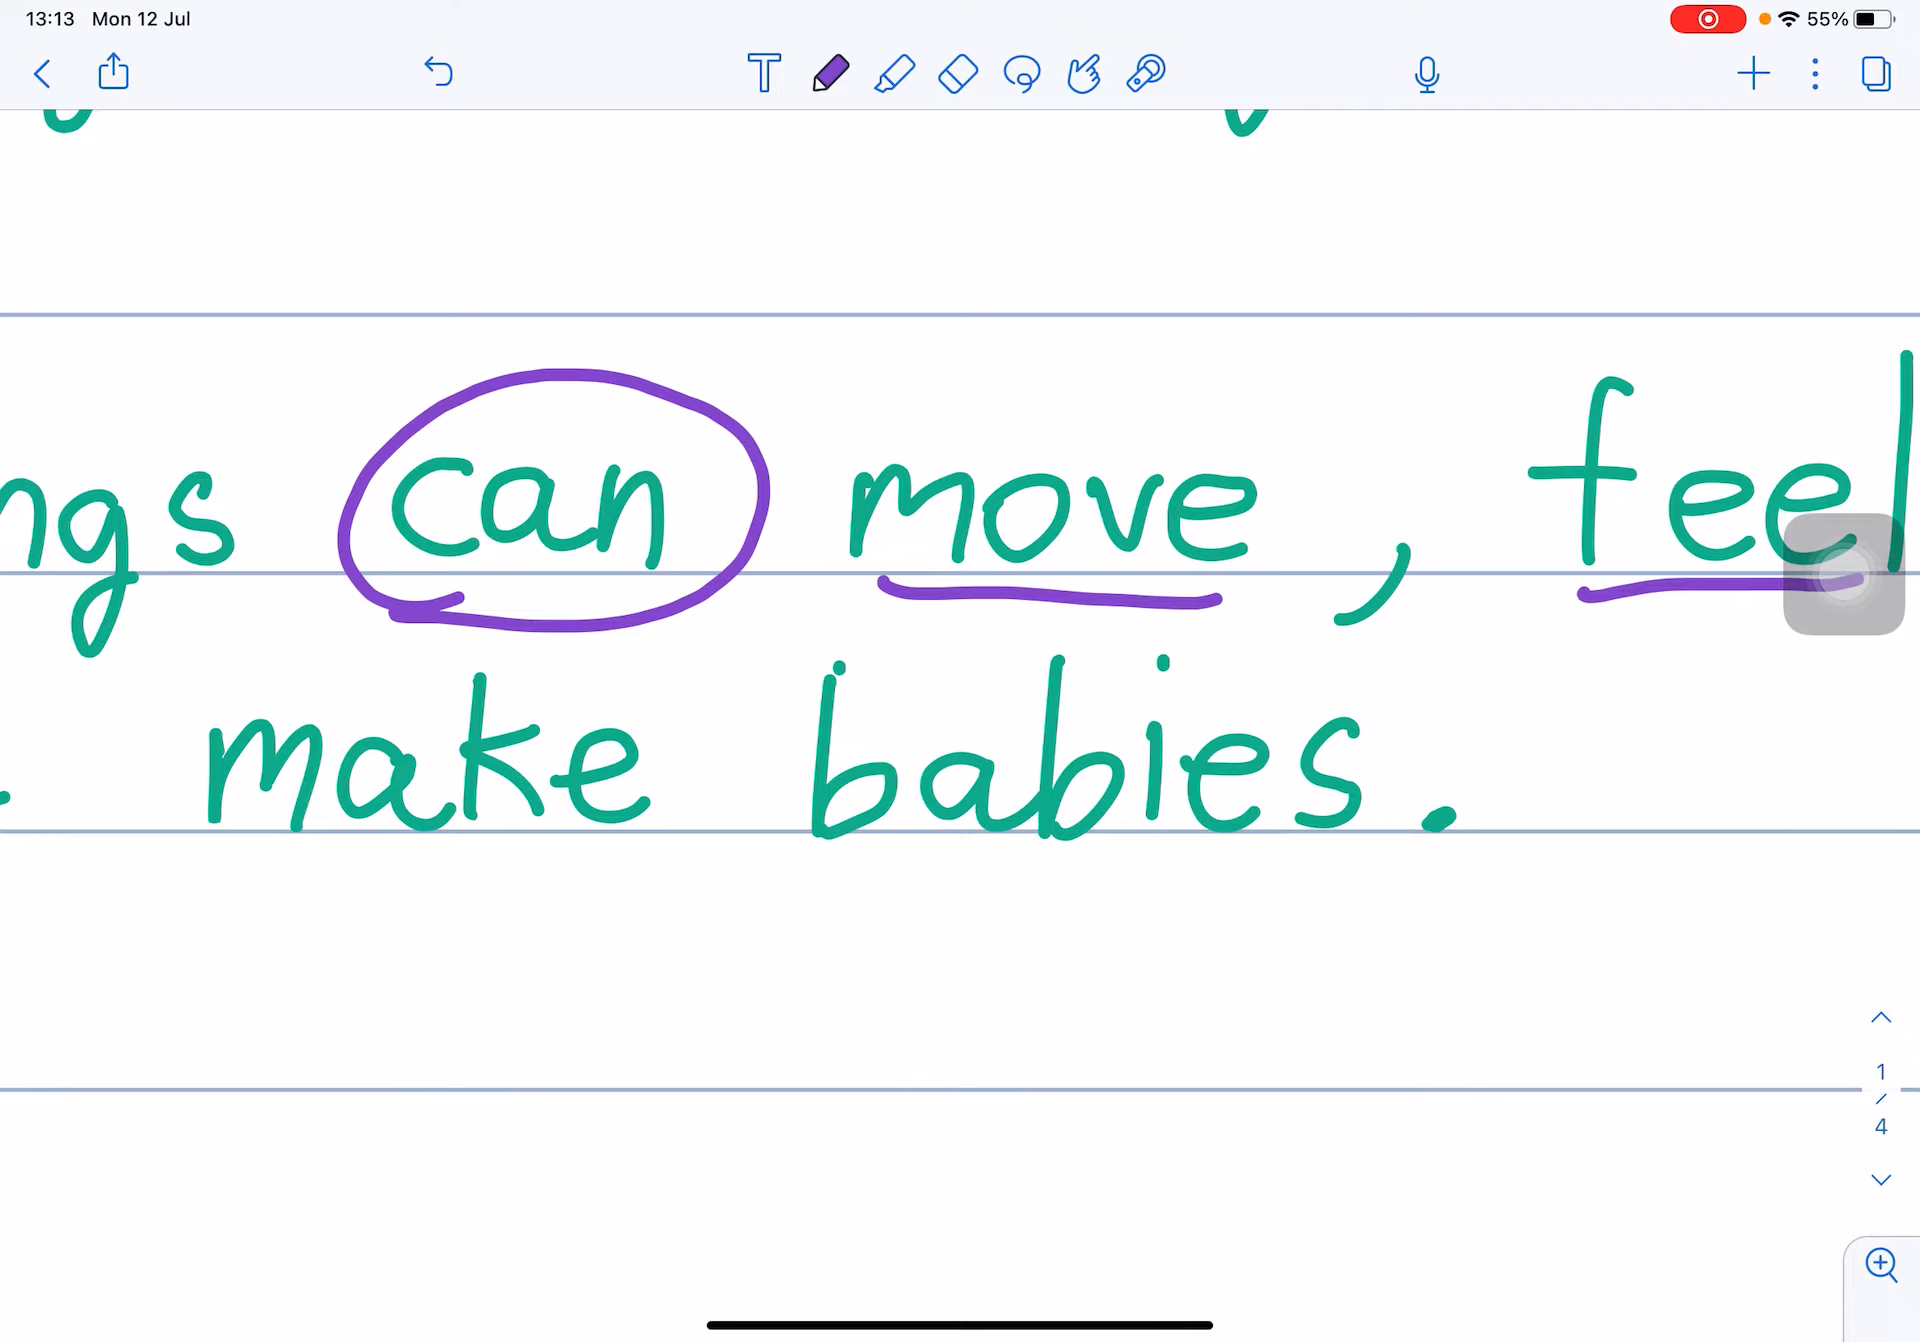 13:13 Mon 12 Jul 55%
ngs can move, feel
make babies.
1
/
4